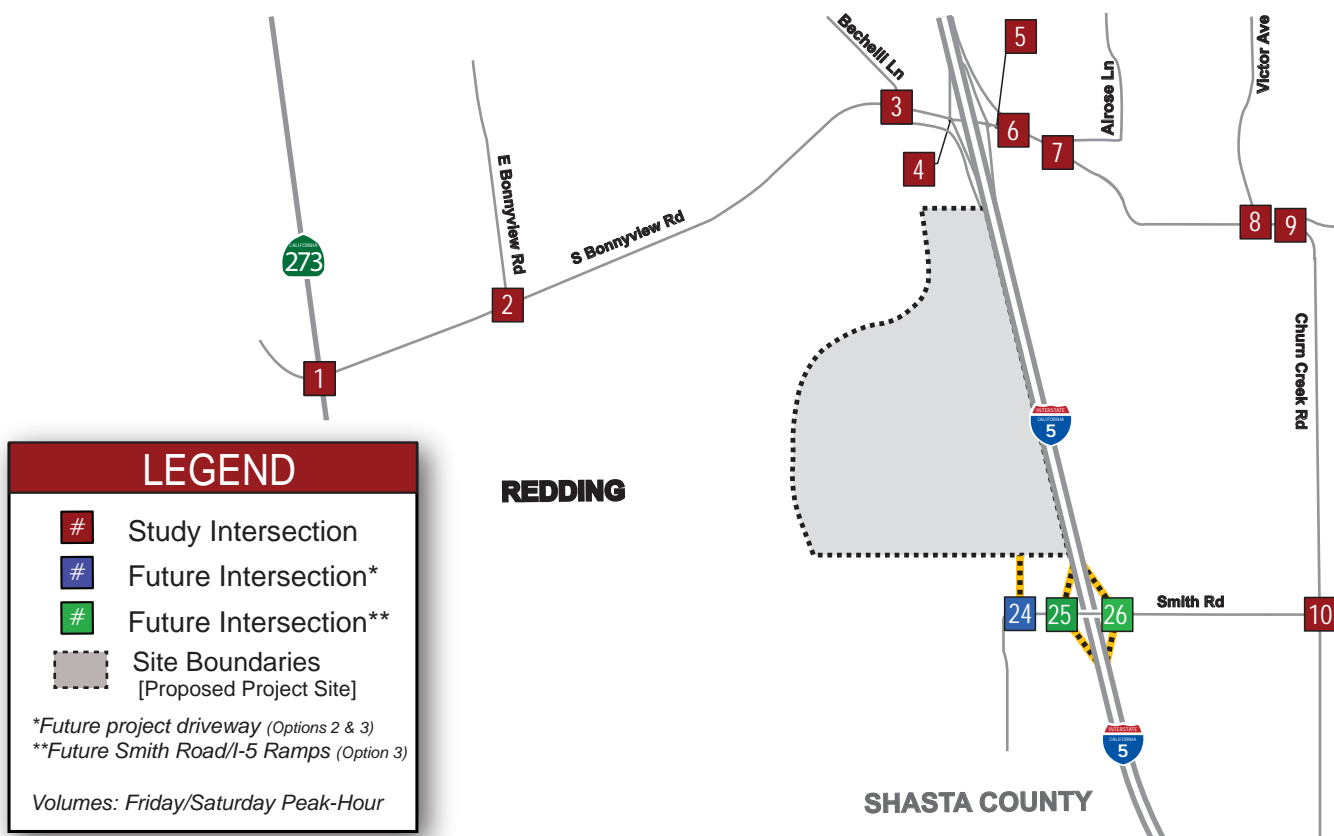 Bechelli Ln
5
Airose Ln
Victor Ave
3
6
7
4
E Bonnyview Rd
S Bonnyview Rd
8
9
CALIFORNIA
273
2
Churn Creek Rd
1
INTERSTATE
CALIFORNIA
5
REDDING
LEGEND
# Study Intersection
# Future Intersection*
# Future Intersection**
Site Boundaries
[Proposed Project Site]
*Future project driveway (Options 2 & 3)
**Future Smith Road/I-5 Ramps (Option 3)
Volumes: Friday/Saturday Peak-Hour
24
25
26
Smith Rd
10
INTERSTATE
CALIFORNIA
5
SHASTA COUNTY